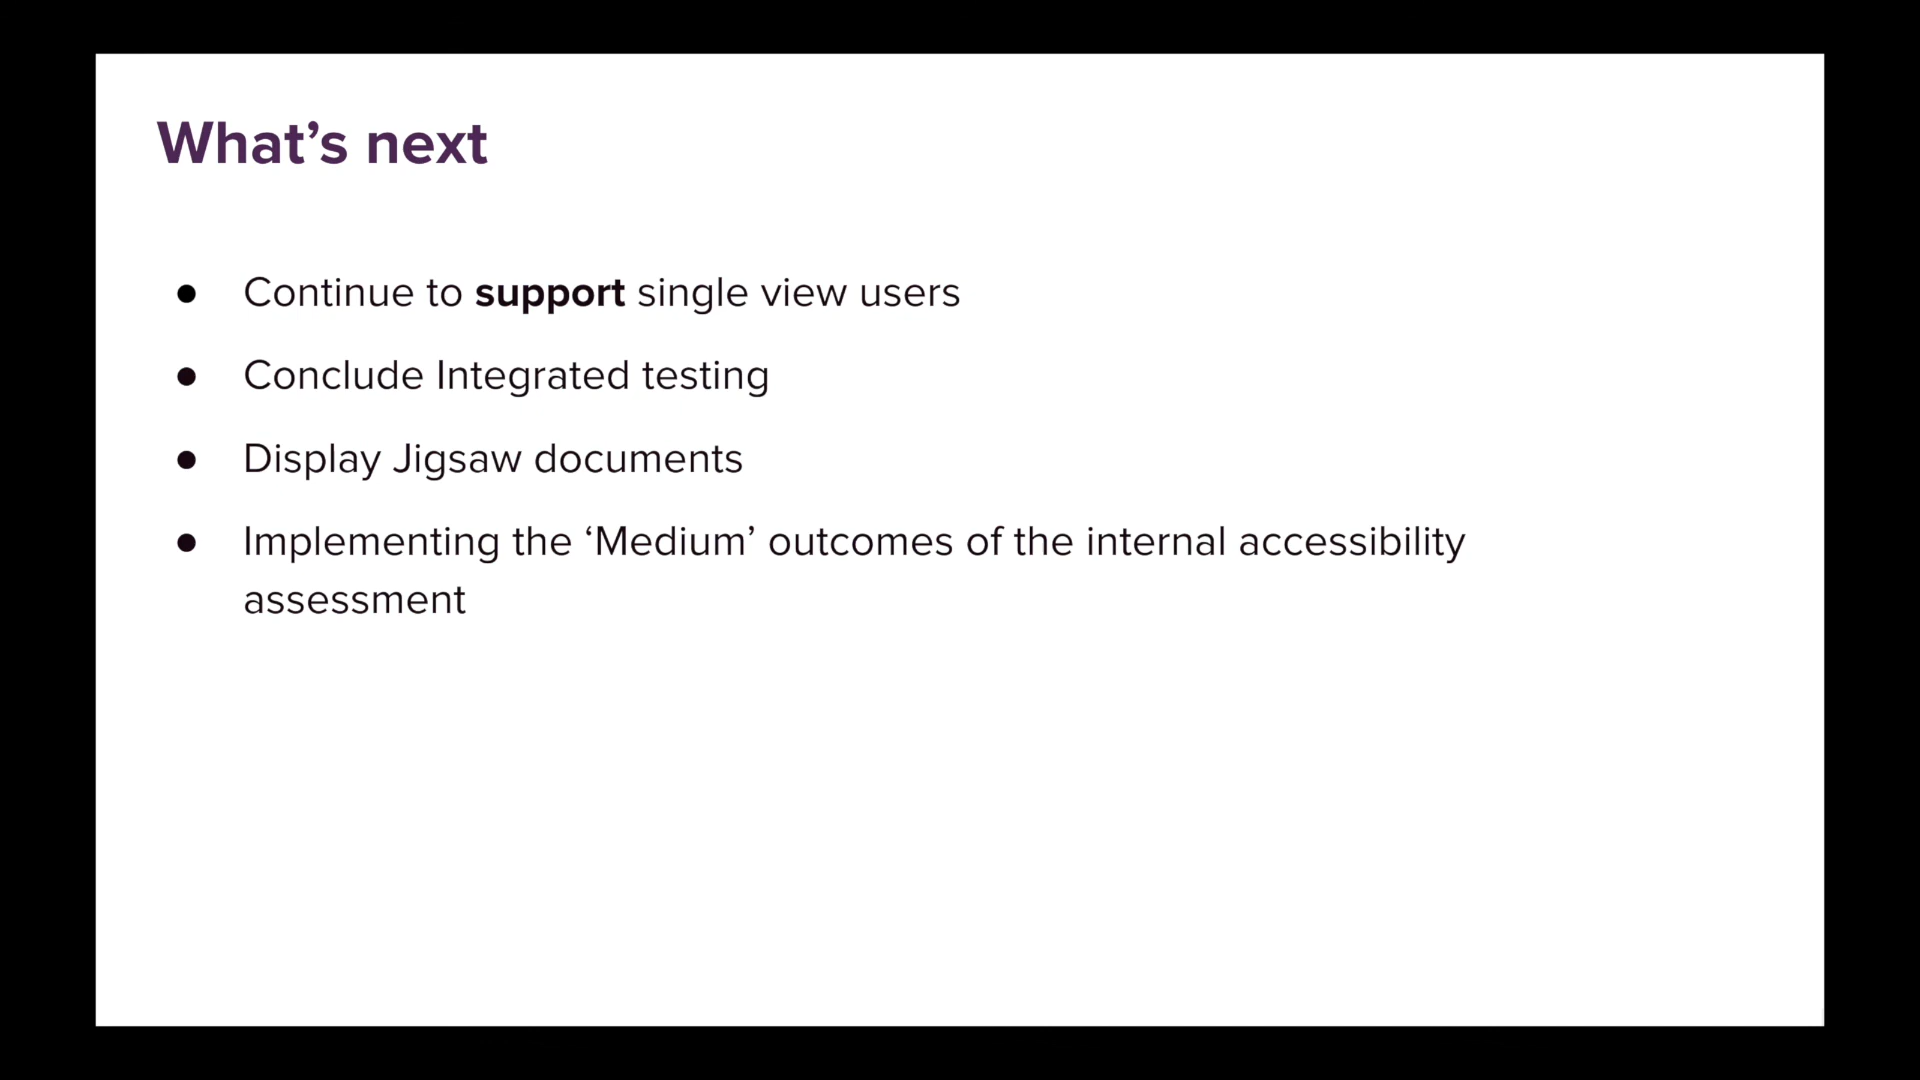 What’s next
● Continue to support single view users
● Conclude Integrated testing
● Display Jigsaw documents
● Implementing the ‘Medium’ outcomes of the internal accessibility
assessment